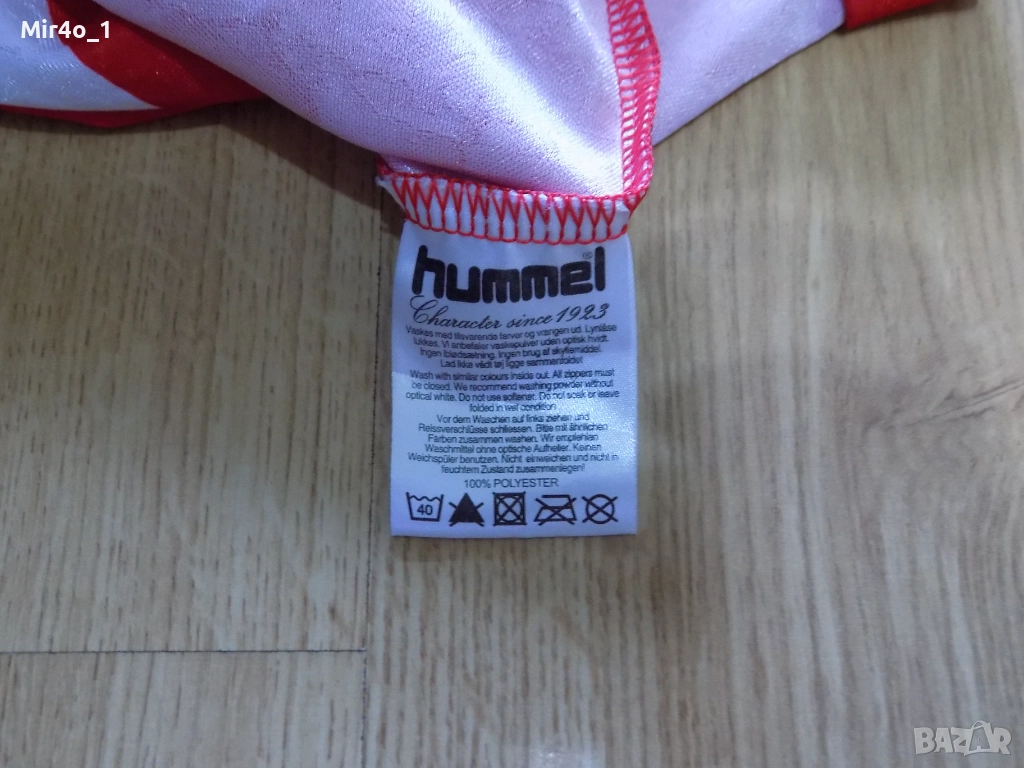 Mir4o_1
hummel®
Character since 1923
Vaskes med tilsvarende farver og vrangen ud. Lynlåse
lukkes. Vi anbefaler vaskepulver uden optisk hvidt.
Ingen iblødsætning. Ingen brug af skyllemiddel.
Lad ikke vådt tøj ligge sammenfoldet
Wash with similar colours inside out. All zippers must
be closed. We recommend washing powder without
optical white. Do not use softener. Do not soak or leave
folded in wet condition
Vor dem Waschen auf links ziehen und
Reissverschlüsse schliessen. Bitte mit ähnlichen
Farben zusammen washen. Wir empfehlen
Waschmittel ohne optische Aufheller. Keinen
Weichspüler benutzen. Nicht einweichen und nicht in
feuchtem Zustand zusammenlegen!
100% POLYESTER
40
BAZAR